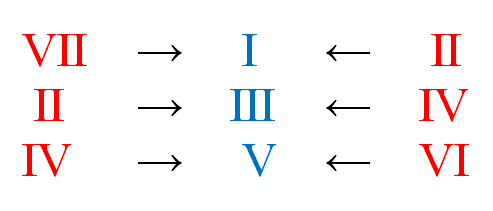 VII → I ← II
II → III ← IV
IV → V ← VI